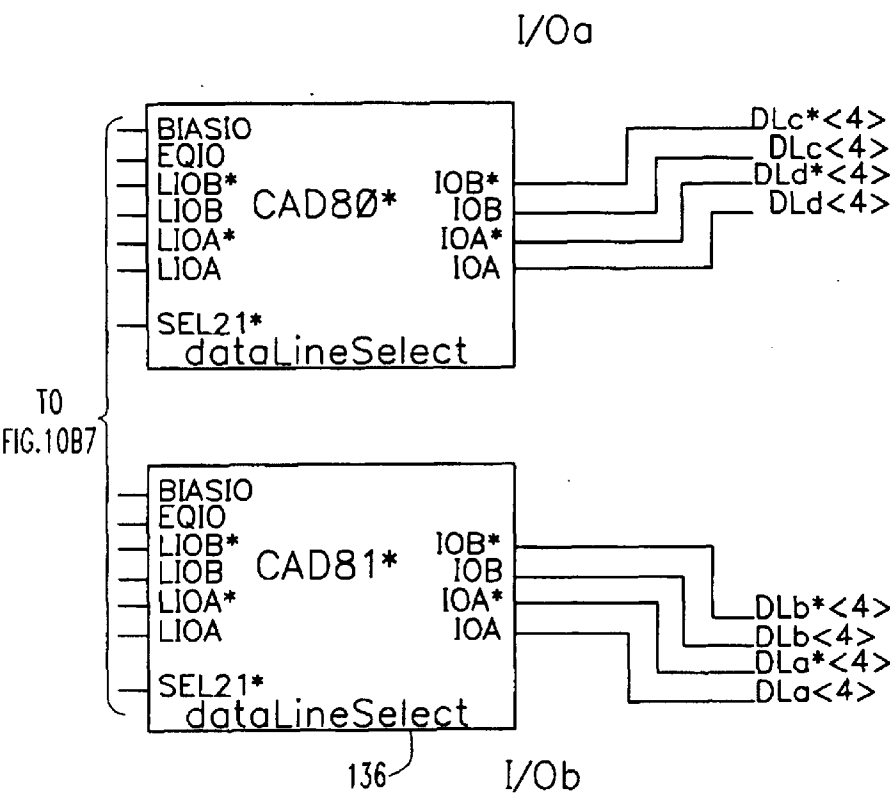 I/Oa
BIASIO
EQIO
LIOB*
LIOB
LIOA*
LIOA
SEL21*
CAD8Ø*
IOB*
IOB
IOA*
IOA
dataLineSelect
DLc*<4>
DLc<4>
DLd*<4>
DLd<4>
TO
FIG.10B7
BIASIO
EQIO
LIOB*
LIOB
LIOA*
LIOA
SEL21*
CAD81*
IOB*
IOB
IOA*
IOA
dataLineSelect
DLb*<4>
DLb<4>
DLa*<4>
DLa<4>
136
I/Ob